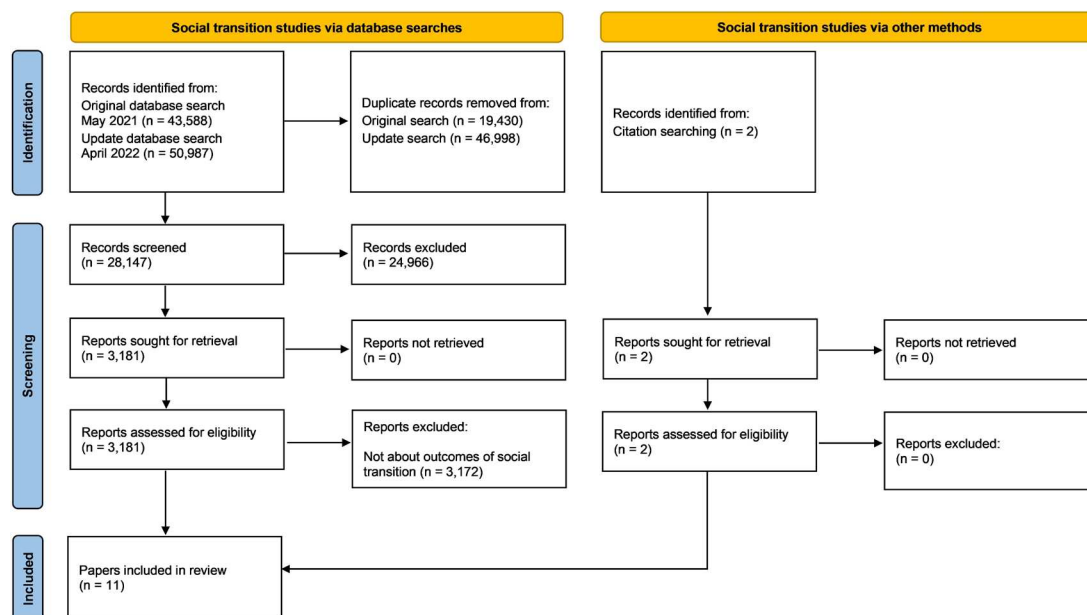 Social transition studies via database searches
Social transition studies via other methods
Identification
Records identified from:
Original database search
May 2021 (n = 43,588)
Update database search
April 2022 (n = 50,987)
Duplicate records removed from:
Original search (n = 19,430)
Update search (n = 46,998)
Records identified from:
Citation searching (n = 2)
Screening
Records screened
(n = 28,147)
Records excluded
(n = 24,966)
Reports sought for retrieval
(n = 3,181)
Reports not retrieved
(n = 0)
Reports sought for retrieval
(n = 2)
Reports not retrieved
(n = 0)
Reports assessed for eligibility
(n = 3,181)
Reports excluded:
Not about outcomes of social
transition (n = 3,172)
Reports assessed for eligibility
(n = 2)
Reports excluded:
(n = 0)
Included
Papers included in review
(n = 11)